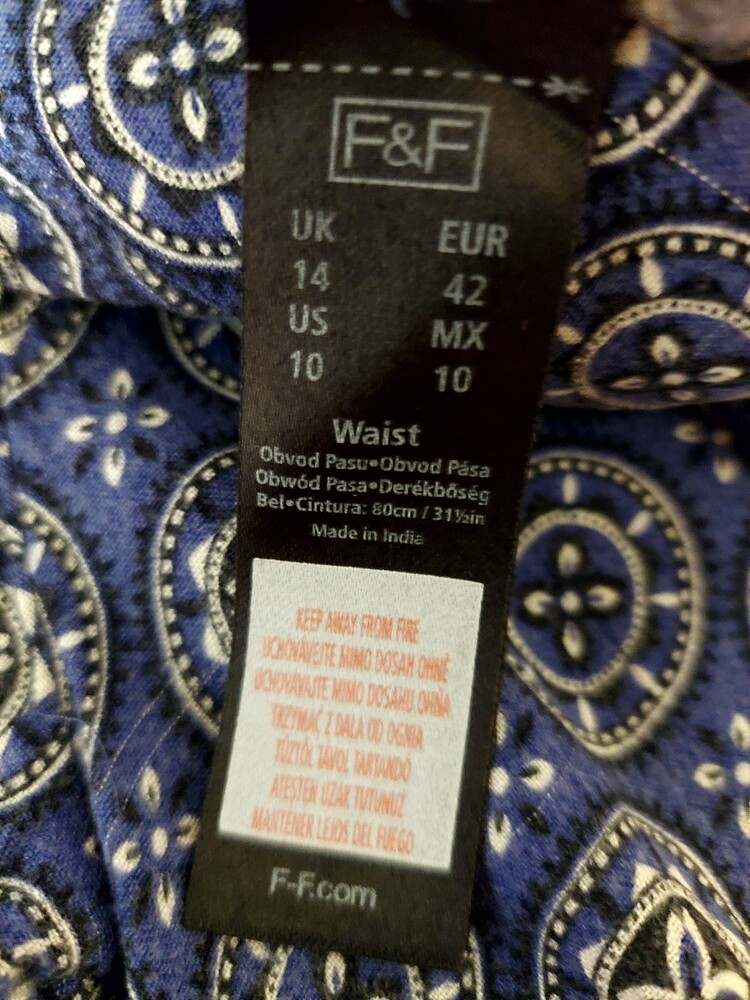 F&F
UK EUR
14 42
US MX
10 10
Waist
Obvod Pasu•Obvod Pása
Obwód Pasa•Derékbőség
Bel•Cintura: 80cm / 31½in
Made in India
KEEP AWAY FROM FIRE
UCHOVÁVEJTE MIMO DOSAH OHNĚ
UCHOVÁVAJTE MIMO DOSAHU OHŇA
TRZYMAĆ Z DALA OD OGNIA
TŰZTŐL TÁVOL TARTANDÓ
ATEŞTEN UZAK TUTUNUZ
MANTENER LEJOS DEL FUEGO
F-F.com